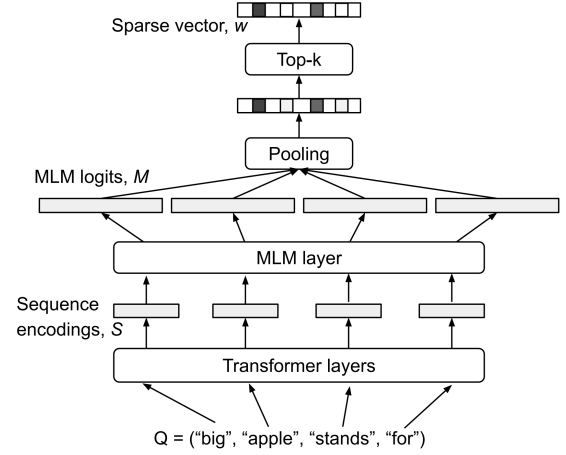 Sparse vector, w
Top-k
Pooling
MLM logits, M
MLM layer
Sequence
encodings, S
Transformer layers
Q = (“big”, “apple”, “stands”, “for”)